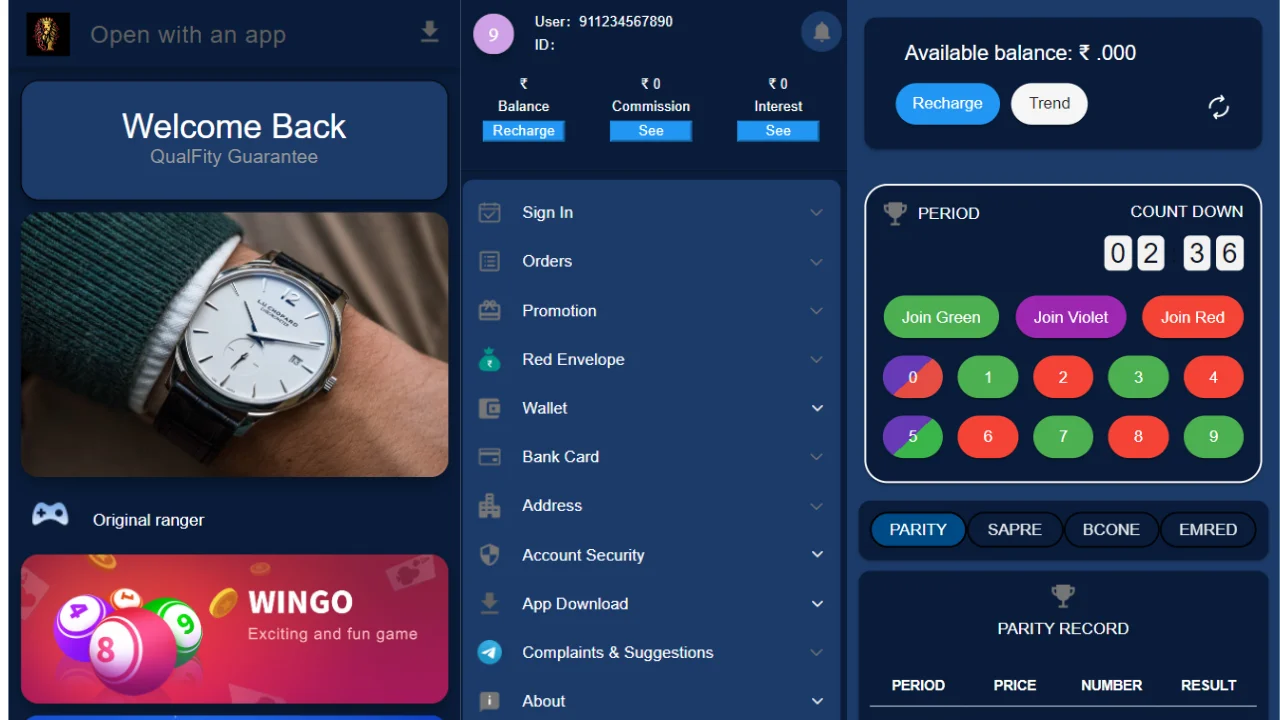 Open with an app
Welcome Back
QualFity Guarantee
12
L.U.CHOPARD
Original ranger
4
1
9
8
WINGO
Exciting and fun game
9
User: 911234567890
ID:
₹
₹ 0
₹ 0
Balance
Commission
Interest
Recharge
See
See
Sign In
Orders
Promotion
Red Envelope
Wallet
Bank Card
Address
Account Security
App Download
Complaints & Suggestions
About
Available balance: ₹ .000
Recharge
Trend
PERIOD
COUNT DOWN
02 36
Join Green
Join Violet
Join Red
0
1
2
3
4
5
6
7
8
9
PARITY
SAPRE
BCONE
EMRED
PARITY RECORD
PERIOD
PRICE
NUMBER
RESULT